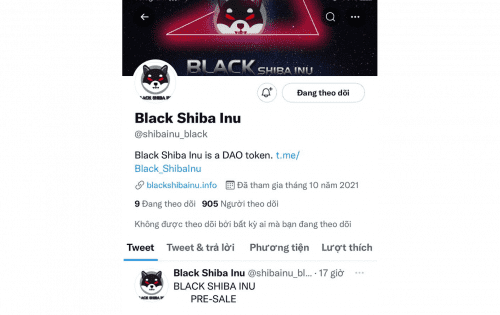 BLACK SHIBA INU
BLACK SHIBA IN
Đang theo dõi
Black Shiba Inu
@shibainu_black
Black Shiba Inu is a DAO token. t.me/
Black_ShibaInu
blackshibainu.info Đã tham gia tháng 10 năm 2021
9 Đang theo dõi 905 Người theo dõi
Không được theo dõi bởi bất kỳ ai mà bạn đang theo dõi
Tweet Tweet & trả lời Phương tiện Lượt thích
Black Shiba Inu @shibainu_bl... · 17 giờ
BLACK SHIBA INU
PRE-SALE